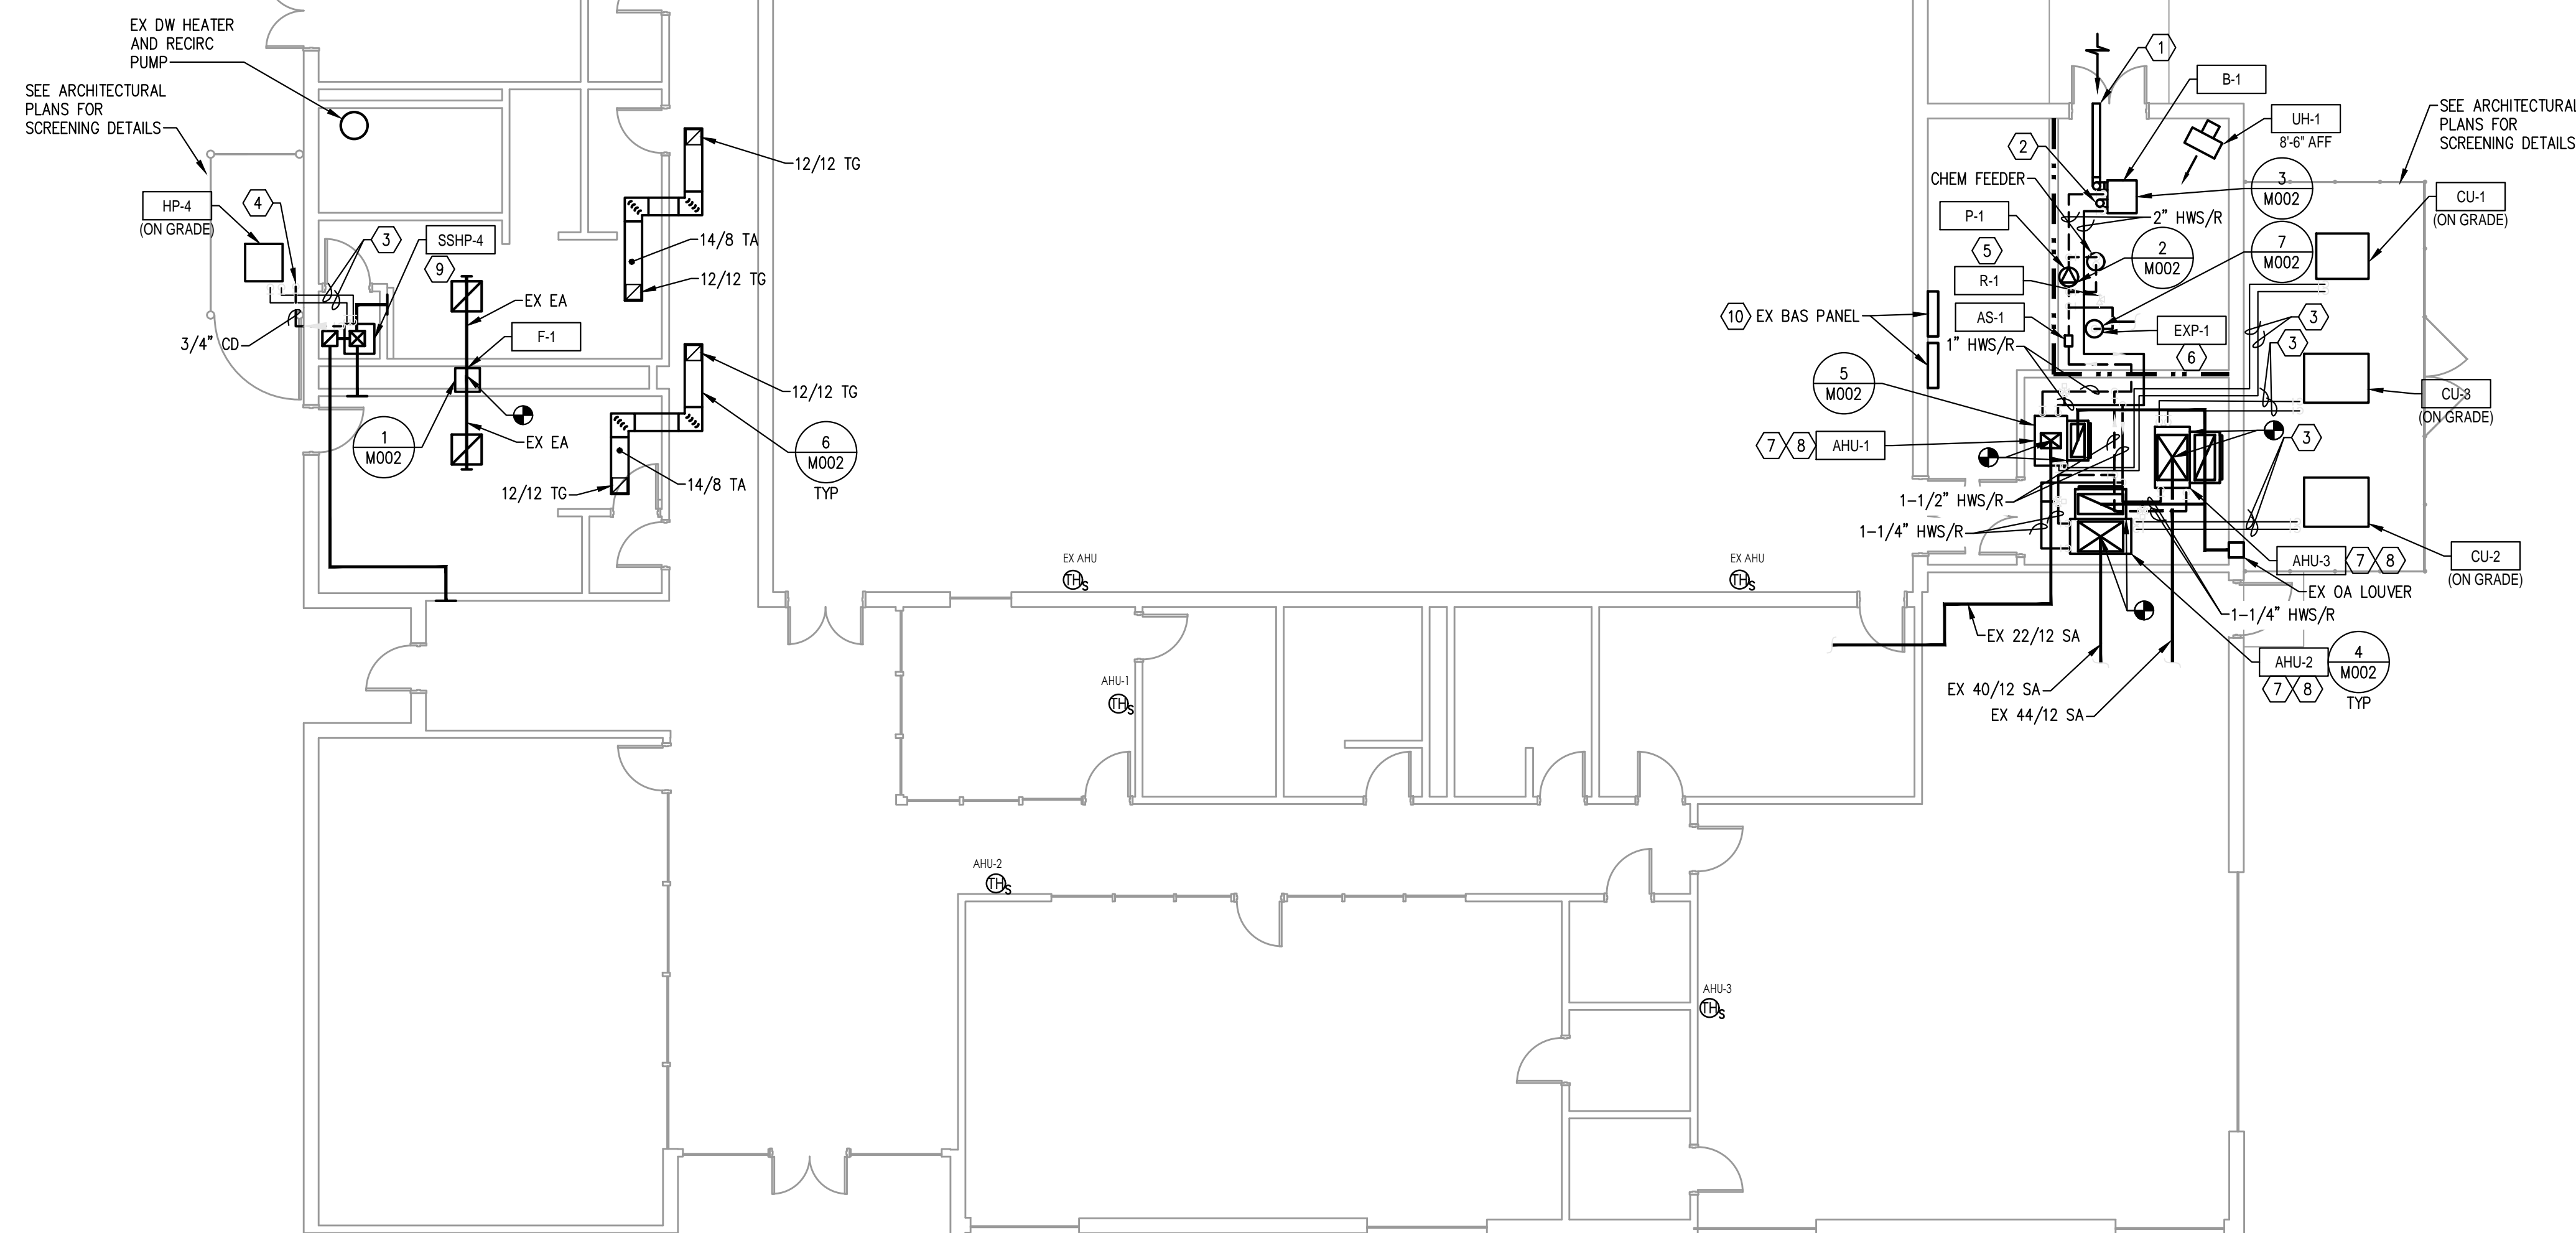 EX DW HEATER
AND RECIRC
PUMP
SEE ARCHITECTURAL
PLANS FOR
SCREENING DETAILS
HP-4
(ON GRADE)
4
3
SSHP-4
9
3/4" CD
EX EA
F-1
EX EA
1
M002
12/12 TG
14/8 TA
12/12 TG
12/12 TG
6
M002
TYP
14/8 TA
12/12 TG
1
B-1
UH-1
8'-6" AFF
SEE ARCHITECTURAL
PLANS FOR
SCREENING DETAILS
2
CHEM FEEDER
3
M002
CU-1
(ON GRADE)
P-1
2" HWS/R
5
2
M002
7
M002
R-1
10
EX BAS PANEL
AS-1
EXP-1
6
3
3
1" HWS/R
5
M002
CU-3
(ON GRADE)
7
8
AHU-1
3
1-1/2" HWS/R
1-1/4" HWS/R
AHU-3
7
8
CU-2
(ON GRADE)
EX OA LOUVER
1-1/4" HWS/R
EX 22/12 SA
AHU-2
4
M002
7
8
TYP
EX 40/12 SA
EX 44/12 SA
EX AHU
THS
EX AHU
THS
AHU-1
THS
AHU-2
THS
AHU-3
THS